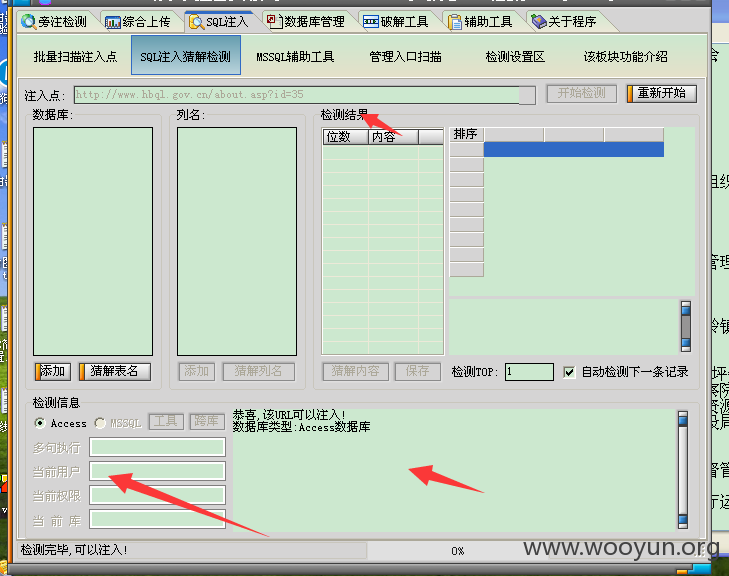 旁注检测 综合上传 SQL注入 数据库管理 破解工具 辅助工具 关于程序
批量扫描注入点 SQL注入猜解检测 MSSQL辅助工具 管理入口扫描 检测设置区 该板块功能介绍
注入点: http://www.hbql.gov.cn/about.asp?id=35 开始检测 重新开始
数据库: 列名: 检测结果
位数 内容 排序
添加 猜解表名 添加 猜解列名 猜解内容 保存 检测TOP: 1 自动检测下一条记录
检测信息
Access MSSQL 工具 跨库
恭喜,该URL可以注入!
数据库类型:Access数据库
多句执行
当前用户
当前权限
当 前 库
检测完毕,可以注入! 0%
www.wooyun.org